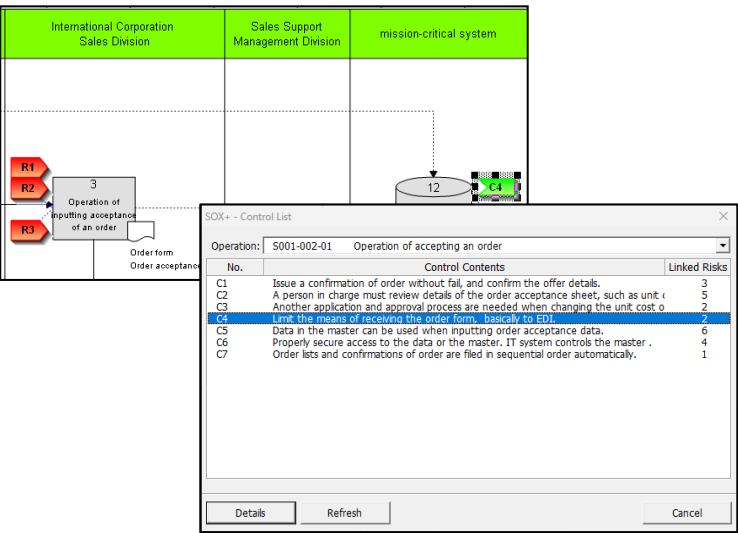 International Corporation
Sales Division
Sales Support
Management Division
mission-critical system
R1
R2
R3
3
Operation of
inputting acceptance
of an order
Order form
Order acceptance
12
C4
SOX+ - Control List
Operation: S001-002-01 Operation of accepting an order
No. Control Contents Linked Risks
C1 Issue a confirmation of order without fail, and confirm the offer details. 3
C2 A person in charge must review details of the order acceptance sheet, such as unit c 5
C3 Another application and approval process are needed when changing the unit cost o 2
C4 Limit the means of receiving the order form, basically to EDI. 2
C5 Data in the master can be used when inputting order acceptance data. 6
C6 Properly secure access to the data or the master. IT system controls the master . 4
C7 Order lists and confirmations of order are filed in sequential order automatically. 1
Details Refresh Cancel